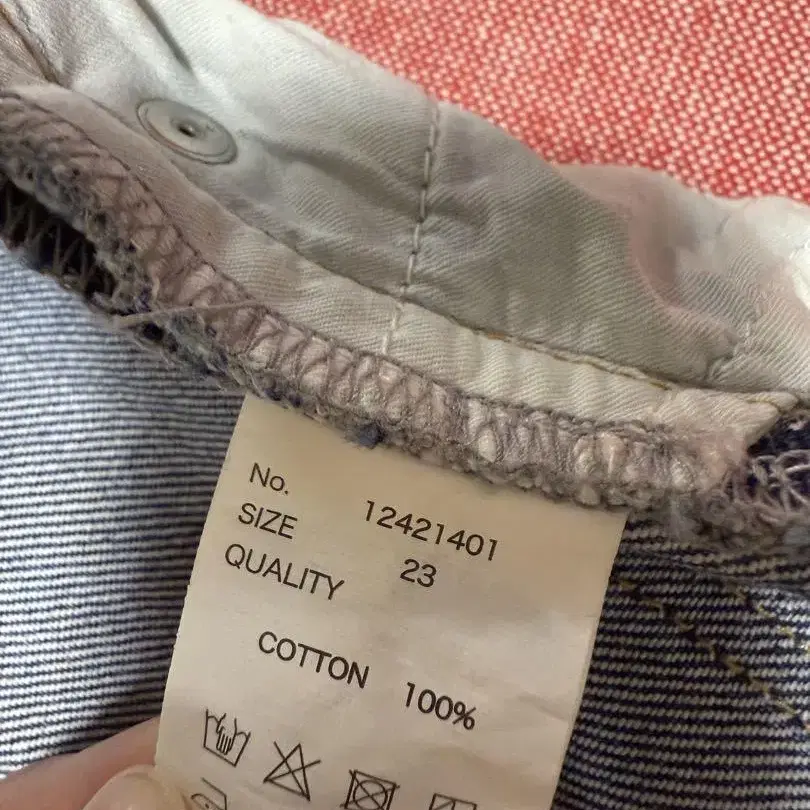 No. 12421401
SIZE 23
QUALITY
COTTON 100%